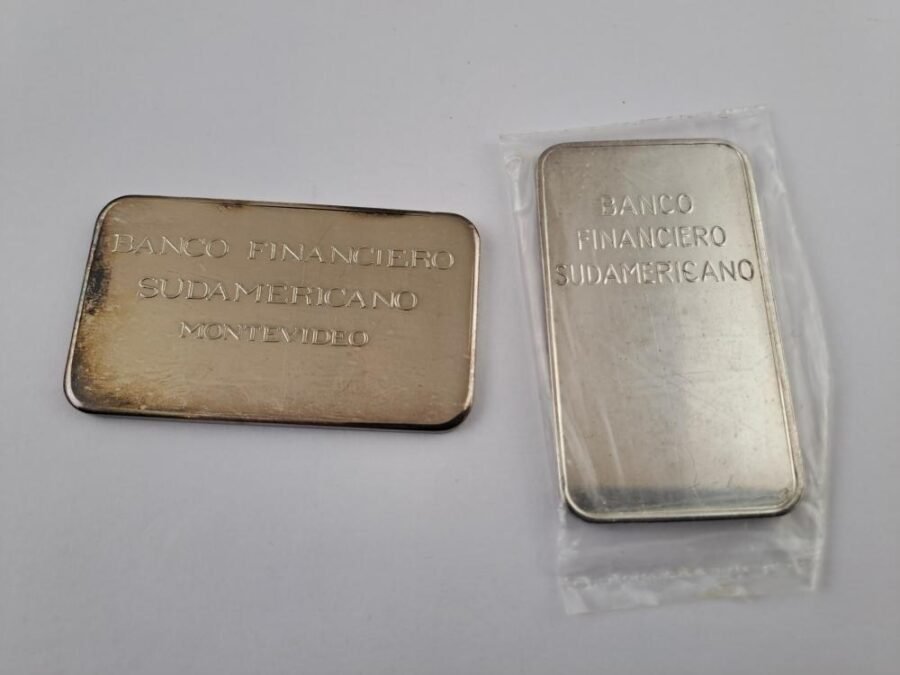 BANCO FINANCIERO
SUDAMERICANO
MONTEVIDEO
BANCO
FINANCIERO
SUDAMERICANO